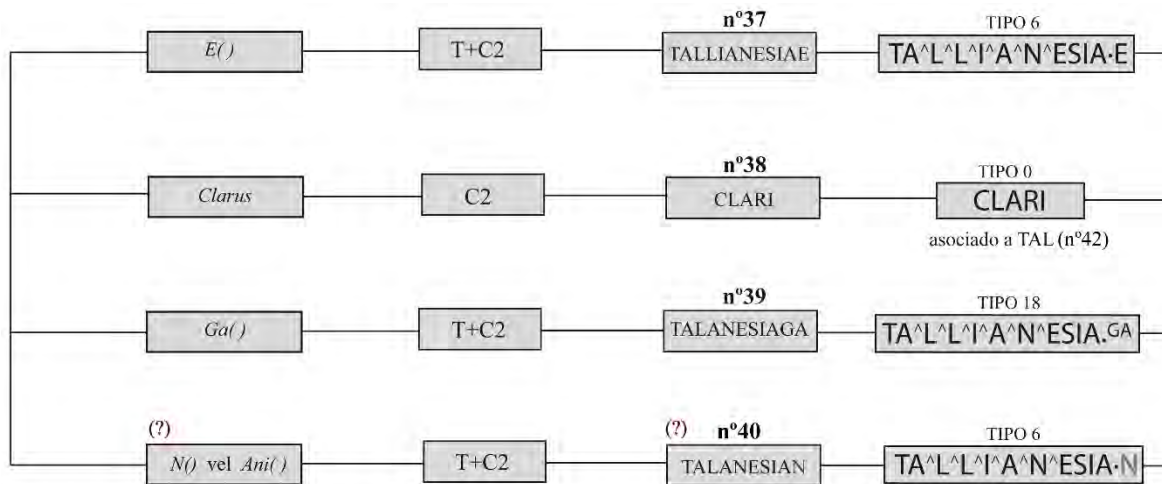 nº37 TIPO 6
E() T+C2 TALLIANESIAE TA^L^L^I^A^N^ESIA·E
nº38 TIPO 0
Clarus C2 CLARI CLARI
asociado a TAL (nº42)
nº39 TIPO 18
Ga() T+C2 TALANESIAGA TA^L^L^I^A^N^ESIA.GA
(?) (?) nº40 TIPO 6
N() vel Ani() T+C2 TALANESIAN TA^L^L^I^A^N^ESIA·N